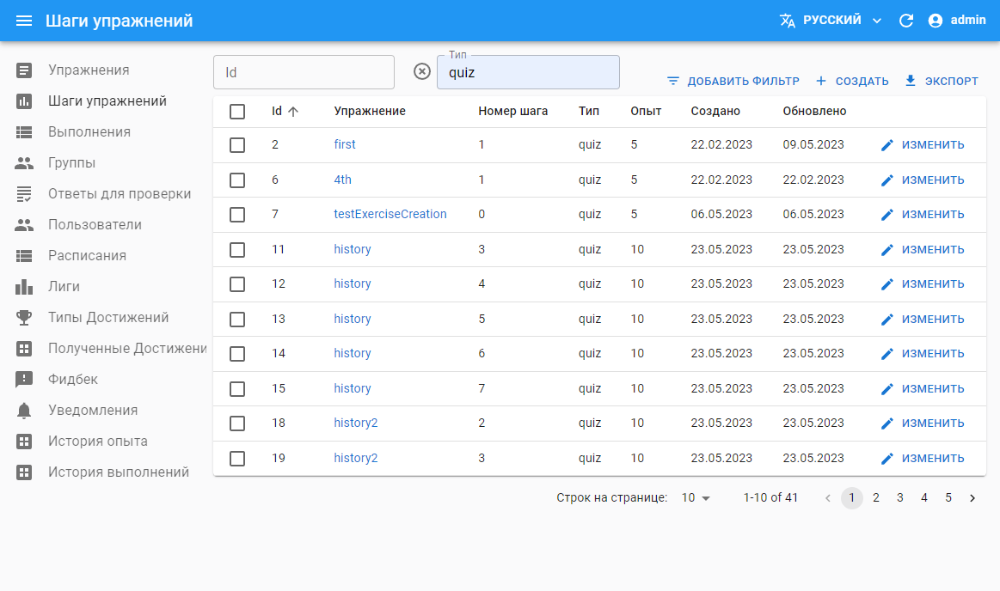 Шаги упражнений РУССКИЙ admin
Упражнения
Шаги упражнений
Выполнения
Группы
Ответы для проверки
Пользователи
Расписания
Лиги
Типы Достижений
Полученные Достижени
Фидбек
Уведомления
История опыта
История выполнений
Id Тип quiz ДОБАВИТЬ ФИЛЬТР СОЗДАТЬ ЭКСПОРТ
Id Упражнение Номер шага Тип Опыт Создано Обновлено
2 first 1 quiz 5 22.02.2023 09.05.2023 ИЗМЕНИТЬ
6 4th 1 quiz 5 22.02.2023 22.02.2023 ИЗМЕНИТЬ
7 testExerciseCreation 0 quiz 5 06.05.2023 06.05.2023 ИЗМЕНИТЬ
11 history 3 quiz 10 23.05.2023 23.05.2023 ИЗМЕНИТЬ
12 history 4 quiz 10 23.05.2023 23.05.2023 ИЗМЕНИТЬ
13 history 5 quiz 10 23.05.2023 23.05.2023 ИЗМЕНИТЬ
14 history 6 quiz 10 23.05.2023 23.05.2023 ИЗМЕНИТЬ
15 history 7 quiz 10 23.05.2023 23.05.2023 ИЗМЕНИТЬ
18 history2 2 quiz 10 23.05.2023 23.05.2023 ИЗМЕНИТЬ
19 history2 3 quiz 10 23.05.2023 23.05.2023 ИЗМЕНИТЬ
Строк на странице: 10 1-10 of 41 1 2 3 4 5